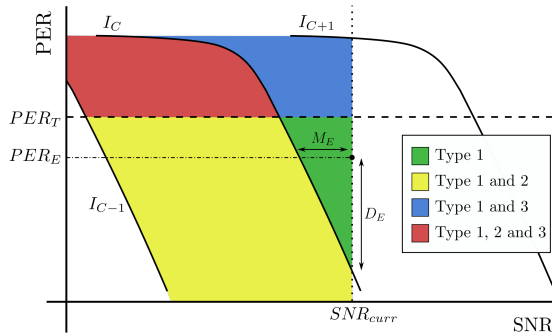 PER
I_C
I_{C+1}
PER_T
M_E
PER_E
Type 1
Type 1 and 2
Type 1 and 3
Type 1, 2 and 3
I_{C-1}
D_E
SNR_{curr}
SNR